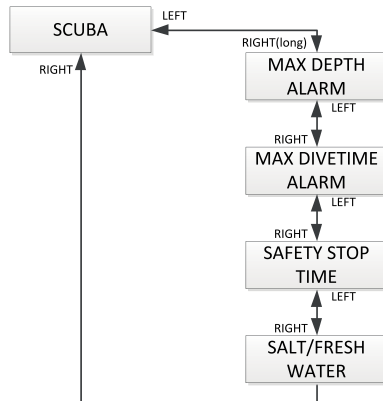 SCUBA
LEFT
RIGHT(long)
RIGHT
MAX DEPTH
ALARM
LEFT
RIGHT
MAX DIVETIME
ALARM
LEFT
RIGHT
SAFETY STOP
TIME
LEFT
RIGHT
SALT/FRESH
WATER